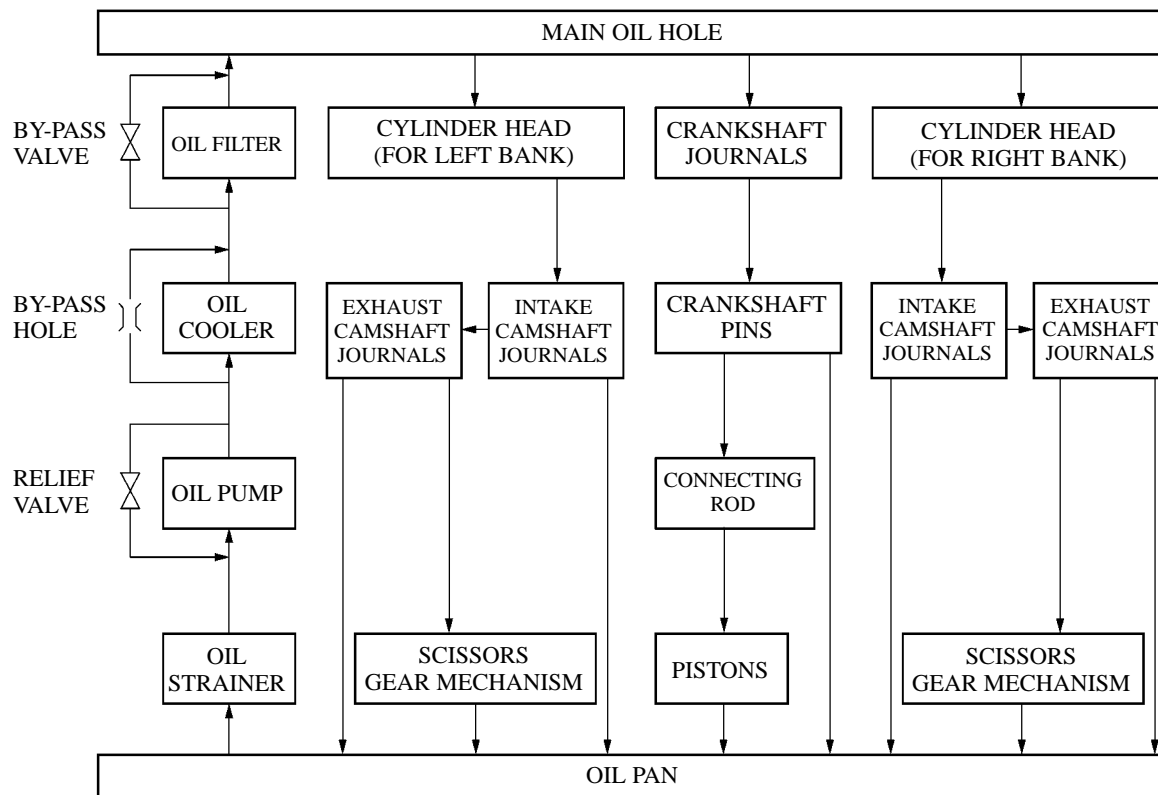 MAIN OIL HOLE
BY-PASS
VALVE
OIL FILTER
CYLINDER HEAD
(FOR LEFT BANK)
CRANKSHAFT
JOURNALS
CYLINDER HEAD
(FOR RIGHT BANK)
BY-PASS
HOLE
OIL
COOLER
EXHAUST
CAMSHAFT
JOURNALS
INTAKE
CAMSHAFT
JOURNALS
CRANKSHAFT
PINS
INTAKE
CAMSHAFT
JOURNALS
EXHAUST
CAMSHAFT
JOURNALS
RELIEF
VALVE
OIL PUMP
CONNECTING
ROD
OIL
STRAINER
SCISSORS
GEAR MECHANISM
PISTONS
SCISSORS
GEAR MECHANISM
OIL PAN